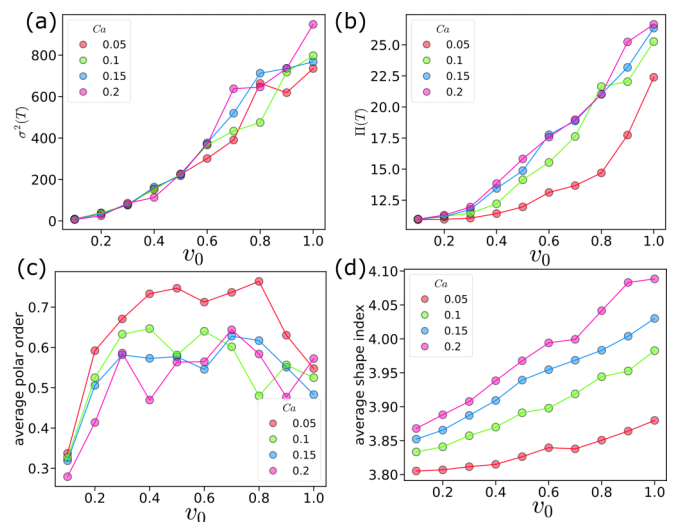 (a)
Ca
0.05
0.1
0.15
0.2
800
600
400
200
0
σ²(T)
0.2 0.4 0.6 0.8 1.0
v₀
(b)
Ca
0.05
0.1
0.15
0.2
25.0
22.5
20.0
17.5
15.0
12.5
Π(T)
0.2 0.4 0.6 0.8 1.0
v₀
(c)
0.7
0.6
0.5
0.4
0.3
average polar order
Ca
0.05
0.1
0.15
0.2
0.2 0.4 0.6 0.8 1.0
v₀
(d)
Ca
0.05
0.1
0.15
0.2
4.10
4.05
4.00
3.95
3.90
3.85
3.80
average shape index
0.2 0.4 0.6 0.8 1.0
v₀